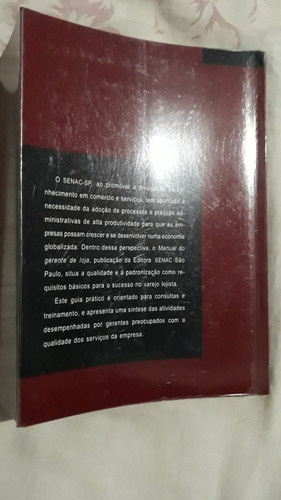 O SENAC-SP, ao promover a divulgação do co-
nhecimento em comércio e serviços, tem apontado a
necessidade da adoção de processos e práticas ad-
ministrativas de alta produtividade para que as em-
presas possam crescer e se desenvolver numa economia
globalizada. Dentro dessa perspectiva, o Manual do
gerente de loja, publicação da Editora SENAC São
Paulo, situa a qualidade e a padronização como re-
quisitos básicos para o sucesso no varejo lojista.
Este guia prático é orientado para consultas e
treinamento, e apresenta uma síntese das atividades
desempenhadas por gerentes preocupados com a
qualidade dos serviços da empresa.